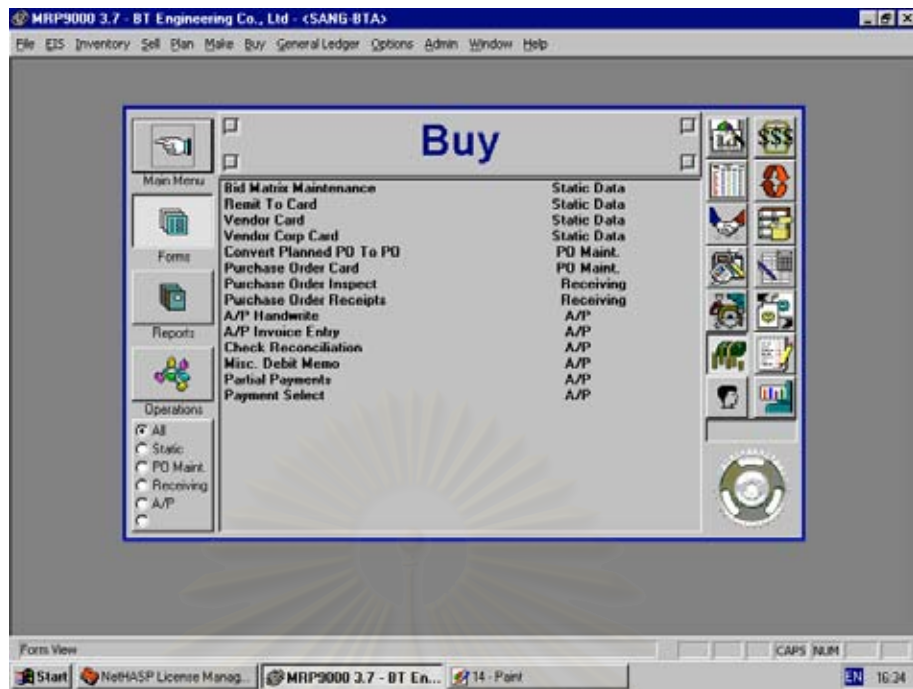 MRP9000 3.7 - BT Engineering Co., Ltd - <SANG-BTA>
File EIS Inventory Sell Plan Make Buy General Ledger Options Admin Window Help
Buy
$$$
Main Menu
Forms
Reports
Operations
All
Static
PO Maint.
Receiving
A/P
Bid Matrix Maintenance Static Data
Remit To Card Static Data
Vendor Card Static Data
Vendor Corp Card Static Data
Convert Planned PO To PO PO Maint.
Purchase Order Card PO Maint.
Purchase Order Inspect Receiving
Purchase Order Receipts Receiving
A/P Handwrite A/P
A/P Invoice Entry A/P
Check Reconciliation A/P
Misc. Debit Memo A/P
Partial Payments A/P
Payment Select A/P
Form View CAPS NUM
Start NetHASP License Manag... MRP9000 3.7 - BT En... 14 - Paint EN 16:34